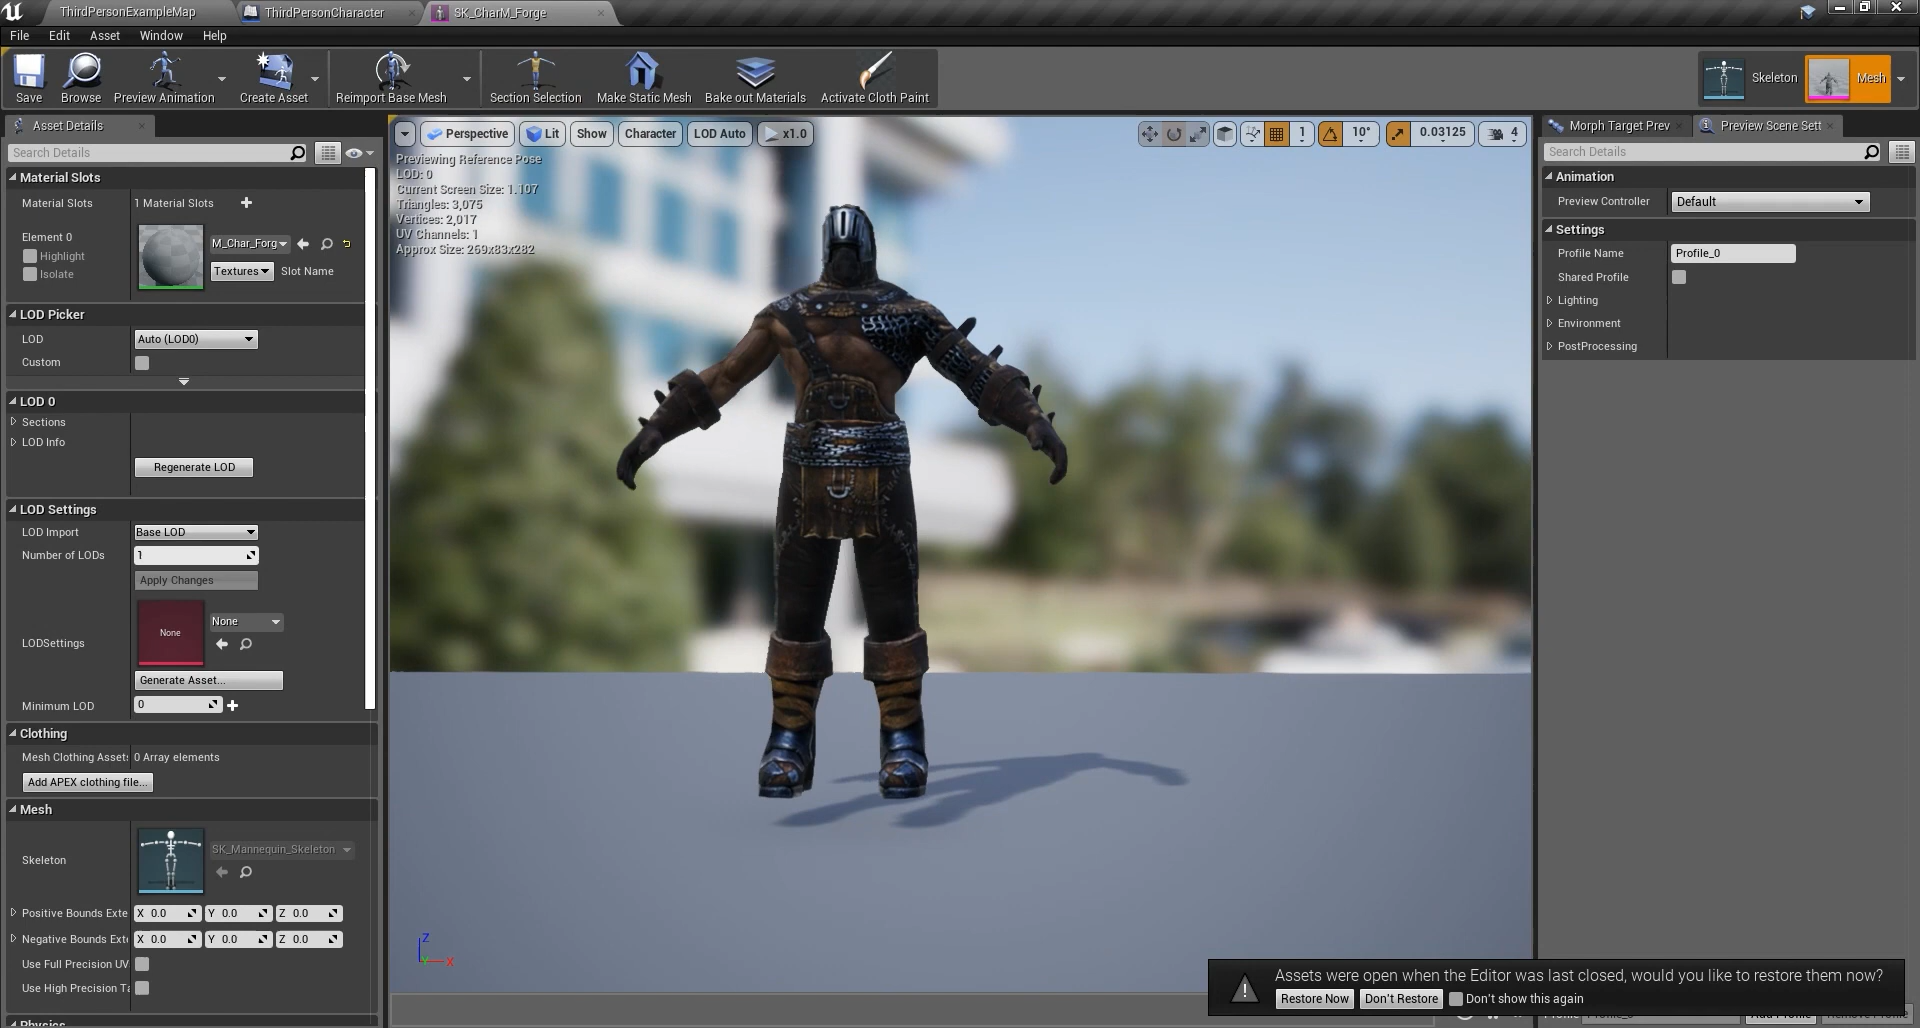 ThirdPersonExampleMap
ThirdPersonCharacter
SK_CharM_Forge
File Edit Asset Window Help
Save Browse Preview Animation Create Asset Reimport Base Mesh Section Selection Make Static Mesh Bake out Materials Activate Cloth Paint
Skeleton Mesh
Asset Details
Search Details
Material Slots
Material Slots 1 Material Slots
Element 0
Highlight
Isolate
M_Char_Forg
Textures Slot Name
LOD Picker
LOD Auto (LOD0)
Custom
LOD 0
Sections
LOD Info
Regenerate LOD
LOD Settings
LOD Import Base LOD
Number of LODs 1
Apply Changes
LODSettings None None
Generate Asset...
Minimum LOD 0
Clothing
Mesh Clothing Assets 0 Array elements
Add APEX clothing file...
Mesh
Skeleton SK_Mannequin_Skeleton
Positive Bounds Exte X 0.0 Y 0.0 Z 0.0
Negative Bounds Ext X 0.0 Y 0.0 Z 0.0
Use Full Precision UV
Use High Precision Ta
Physics
Perspective Lit Show Character LOD Auto x1.0
1 10° 0.03125 4
Previewing Reference Pose
LOD: 0
Current Screen Size: 1.107
Triangles: 3,075
Vertices: 2,017
UV Channels: 1
Approx Size: 269x83x282
Z
Y
X
Morph Target Prev Preview Scene Sett
Search Details
Animation
Preview Controller Default
Settings
Profile Name Profile_0
Shared Profile
Lighting
Environment
PostProcessing
Assets were open when the Editor was last closed, would you like to restore them now?
Restore Now Don't Restore Don't show this again